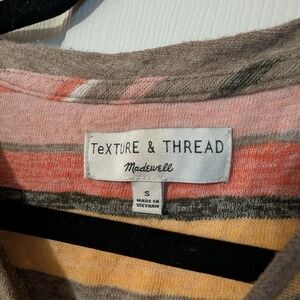 TeXTURE & THREAD
Madewell
S
MADE IN
VIETNAM